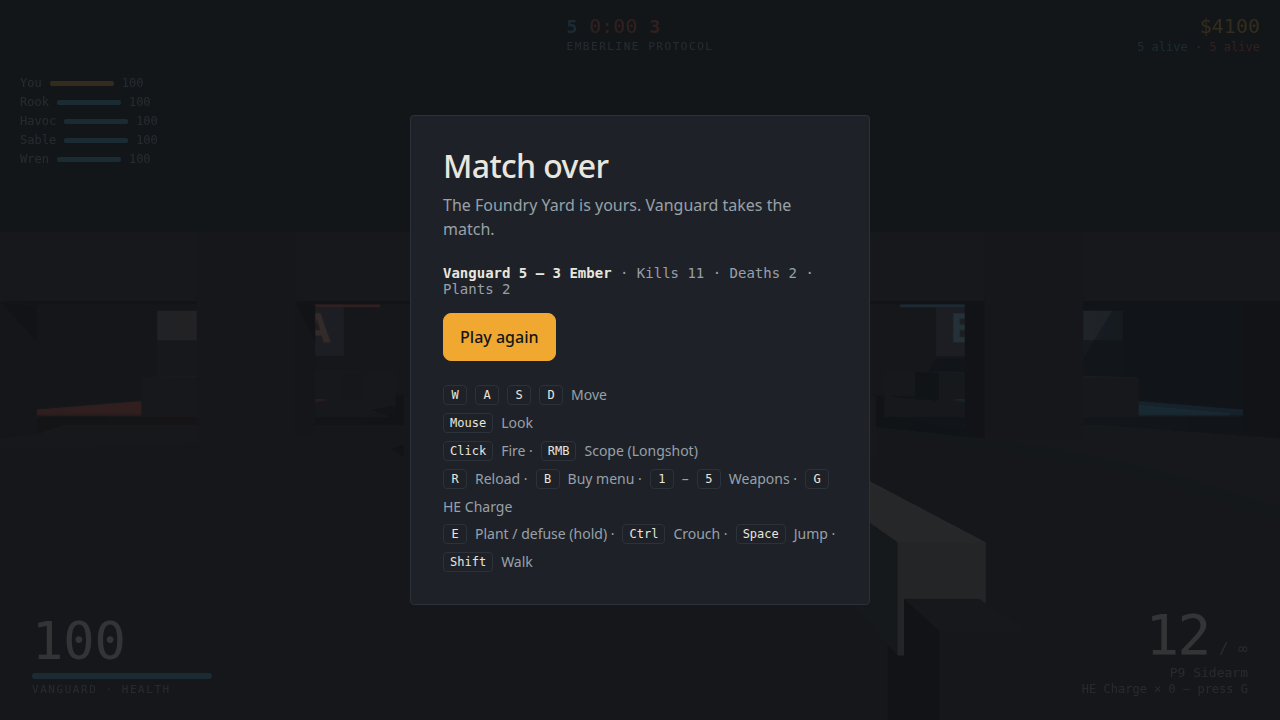 5 0:00 3
EMBERLINE PROTOCOL
$4100
5 alive · 5 alive
You 100
Rook 100
Havoc 100
Sable 100
Wren 100
A
B
Match over
The Foundry Yard is yours. Vanguard takes the
match.
Vanguard 5 — 3 Ember · Kills 11 · Deaths 2 ·
Plants 2
Play again
W A S D Move
Mouse Look
Click Fire · RMB Scope (Longshot)
R Reload · B Buy menu · 1 – 5 Weapons · G
HE Charge
E Plant / defuse (hold) · Ctrl Crouch · Space Jump ·
Shift Walk
100
VANGUARD · HEALTH
12 / ∞
P9 Sidearm
HE Charge × 0 — press G